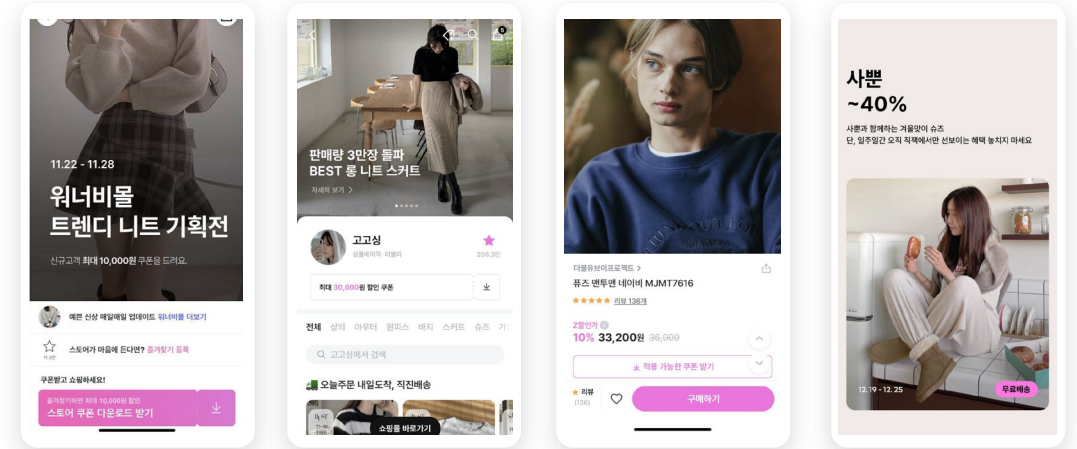 11.22 - 11.28
워너비몰
트렌디 니트 기획전
신규고객 최대 10,000원 쿠폰을 드려요.
예쁜 신상 매일매일 업데이트 워너비몰 더보기
스토어가 마음에 든다면? 즐겨찾기 등록
쿠폰받고 쇼핑하세요!
즐겨찾기하면 최대 10,000원 할인
스토어 쿠폰 다운로드 받기
판매량 3만장 돌파
BEST 롱 니트 스커트
자세히 보기 >
고고싱
심플베이직·러블리
최대 30,000원 할인 쿠폰
전체 상의 아우터 원피스 바지 스커트 슈즈
고고싱에서 검색
오늘주문 내일도착, 직진배송
쇼핑몰 바로가기
더블유브이프로젝트 >
퓨즈 맨투맨 네이비 MJMT7616
리뷰 136개
Z할인가
10% 33,200원 36,900
적용 가능한 쿠폰 받기
리뷰
(136)
구매하기
사뿐
~40%
사뿐과 함께하는 겨울맞이 슈즈
단, 일주일간 오직 직잭에서만 선보이는 혜택 놓치지 마세요
12.19 - 12.25
무료배송